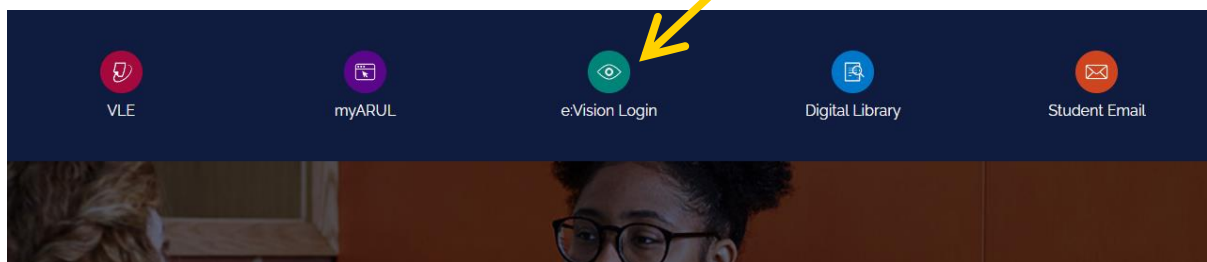 VLE
myARUL
e:Vision Login
Digital Library
Student Email